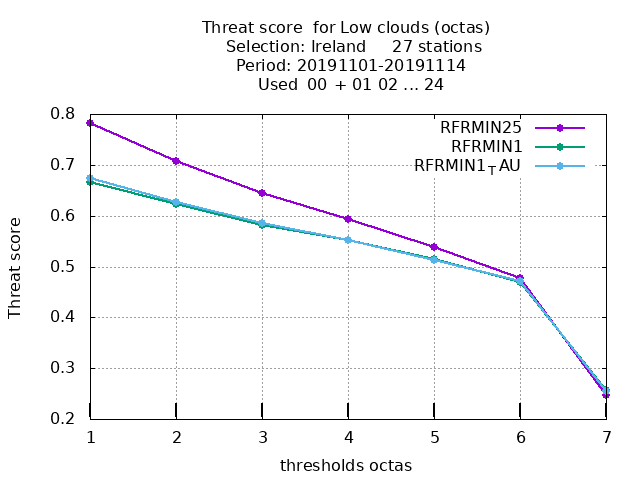 Threat score  for Low clouds (octas)
Selection: Ireland     27 stations
Period: 20191101-20191114
Used  00  + 01 02 ... 24
RFRMIN25
RFRMIN1
RFRMIN1_TAU
Threat score
0.8
0.7
0.6
0.5
0.4
0.3
0.2
1 2 3 4 5 6 7
thresholds octas